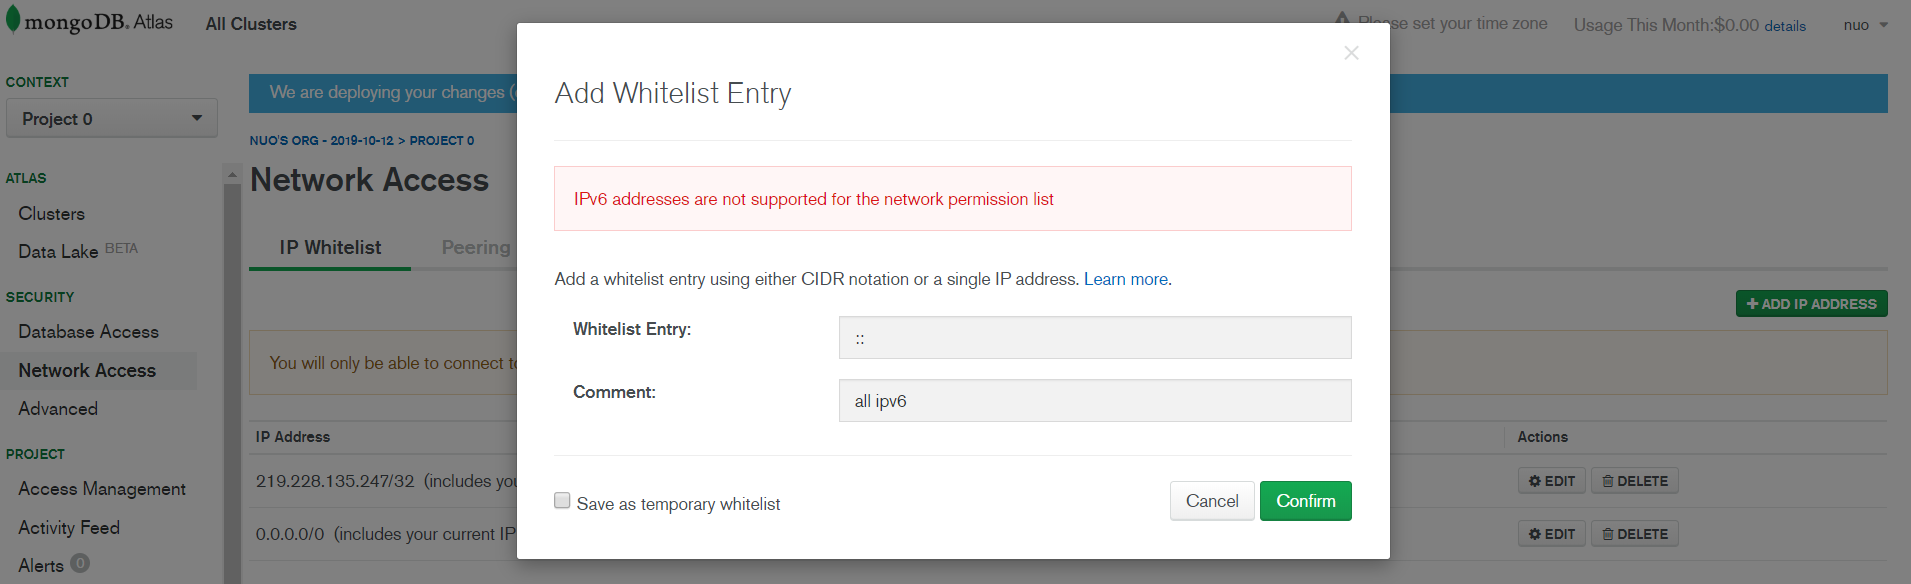 mongoDB. Atlas
All Clusters
Please set your time zone
Usage This Month:$0.00 details
nuo
CONTEXT
Project 0
ATLAS
Clusters
Data Lake BETA
SECURITY
Database Access
Network Access
Advanced
PROJECT
Access Management
Activity Feed
Alerts 0
We are deploying your changes (
NUO'S ORG - 2019-10-12 > PROJECT 0
Network Access
IP Whitelist
Peering
+ ADD IP ADDRESS
You will only be able to connect to
IP Address
Actions
219.228.135.247/32 (includes you
EDIT
DELETE
0.0.0.0/0 (includes your current IP
EDIT
DELETE
Add Whitelist Entry
IPv6 addresses are not supported for the network permission list
Add a whitelist entry using either CIDR notation or a single IP address. Learn more.
Whitelist Entry:
::
Comment:
all ipv6
Save as temporary whitelist
Cancel
Confirm